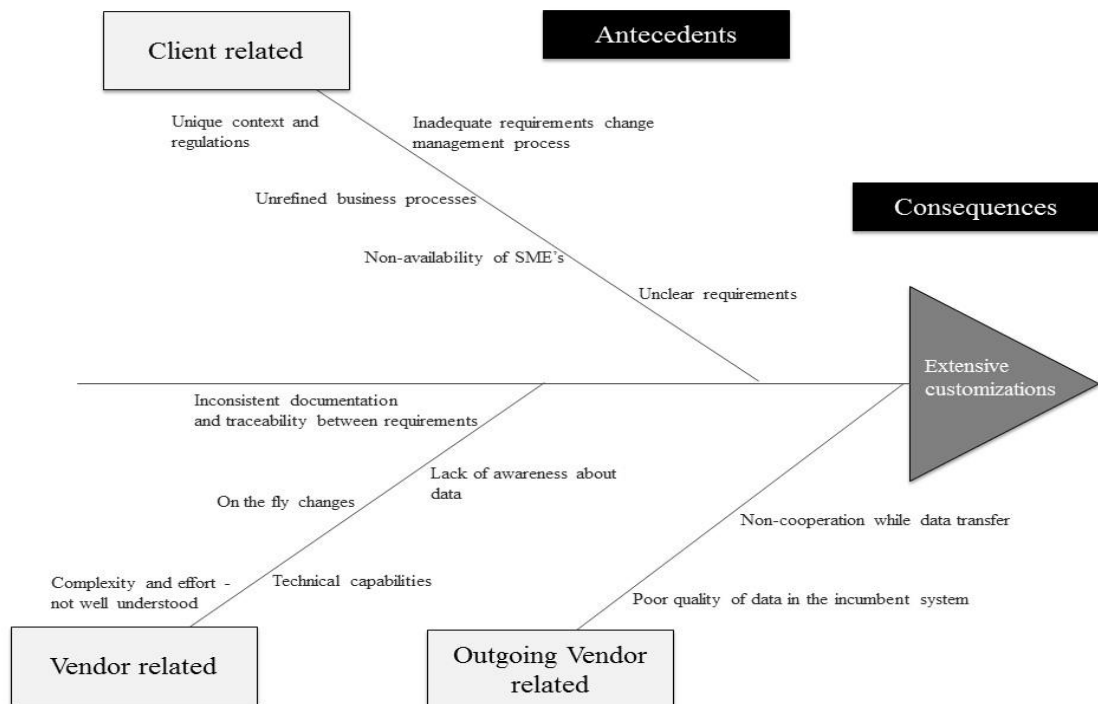 Client related
Antecedents
Unique context and
regulations
Inadequate requirements change
management process
Unrefined business processes
Consequences
Non-availability of SME's
Unclear requirements
Extensive
customizations
Inconsistent documentation
and traceability between requirements
Lack of awareness about
data
On the fly changes
Non-cooperation while data transfer
Complexity and effort -
not well understood
Technical capabilities
Poor quality of data in the incumbent system
Vendor related
Outgoing Vendor
related